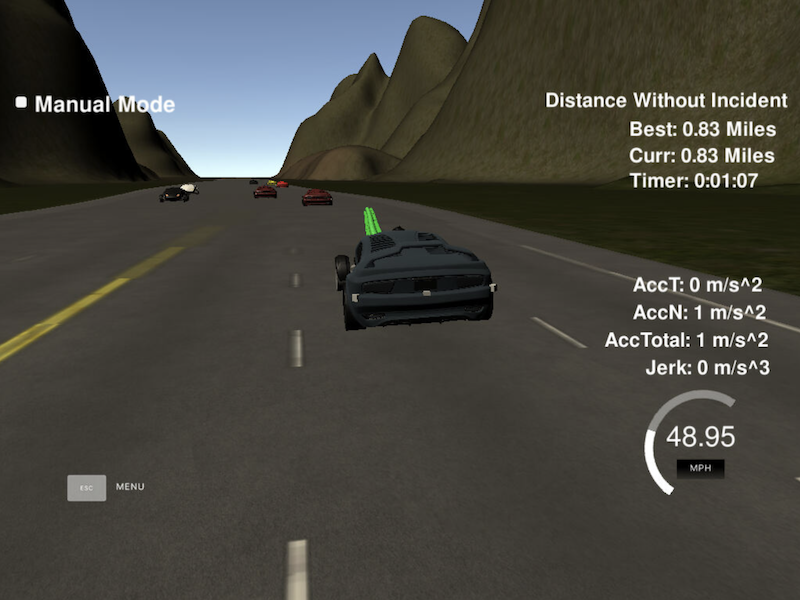 Manual Mode
Distance Without Incident
Best: 0.83 Miles
Curr: 0.83 Miles
Timer: 0:01:07
AccT: 0 m/s^2
AccN: 1 m/s^2
AccTotal: 1 m/s^2
Jerk: 0 m/s^3
48.95
MPH
ESC MENU